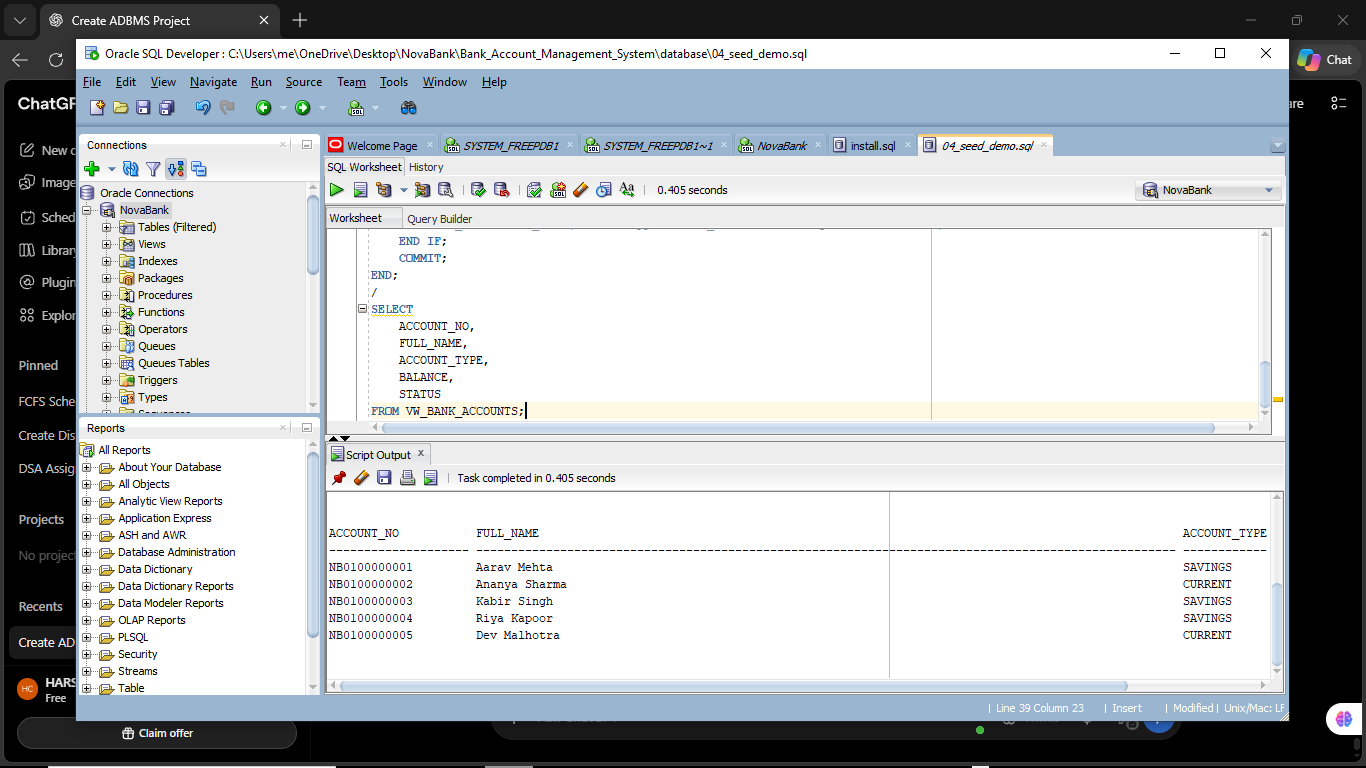 Create ADBMS Project
Chat
ChatGP
are
Oracle SQL Developer : C:\Users\me\OneDrive\Desktop\NovaBank\Bank_Account_Management_System\database\04_seed_demo.sql
File Edit View Navigate Run Source Team Tools Window Help
New c
Image
Sched
Librar
Plugin
Explor
Pinned
FCFS Sche
Create Dis
DSA Assig
Projects
No project
Recents
Create AD
HC
HARS
Free
Claim offer
Connections
Oracle Connections
NovaBank
Tables (Filtered)
Views
Indexes
Packages
Procedures
Functions
Operators
Queues
Queues Tables
Triggers
Types
Reports
All Reports
About Your Database
All Objects
Analytic View Reports
Application Express
ASH and AWR
Database Administration
Data Dictionary
Data Dictionary Reports
Data Modeler Reports
OLAP Reports
PLSQL
Security
Streams
Table
Welcome Page SYSTEM_FREEPDB1 SYSTEM_FREEPDB1~1 NovaBank install.sql 04_seed_demo.sql
SQL Worksheet History
0.405 seconds
NovaBank
Worksheet Query Builder
END IF;
COMMIT;
END;
/
SELECT
ACCOUNT_NO,
FULL_NAME,
ACCOUNT_TYPE,
BALANCE,
STATUS
FROM VW_BANK_ACCOUNTS;
Script Output
Task completed in 0.405 seconds
ACCOUNT_NO FULL_NAME ACCOUNT_TYPE
NB0100000001 Aarav Mehta SAVINGS
NB0100000002 Ananya Sharma CURRENT
NB0100000003 Kabir Singh SAVINGS
NB0100000004 Riya Kapoor SAVINGS
NB0100000005 Dev Malhotra CURRENT
Line 39 Column 23 | Insert | Modified | Unix/Mac: LF